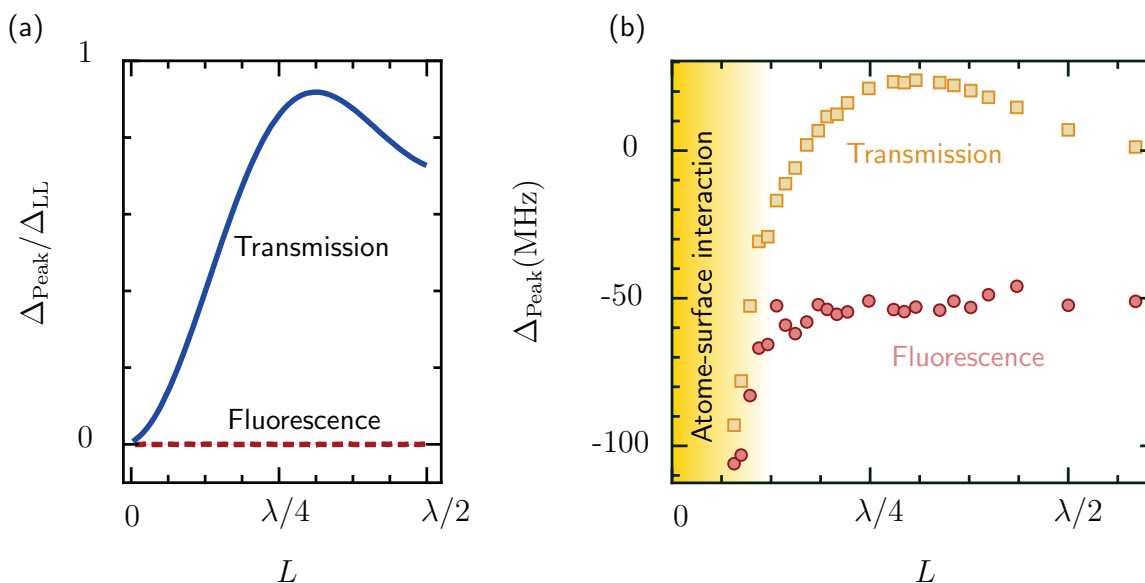 (a)
1
0
Δ_Peak/Δ_LL
Transmission
Fluorescence
0
λ/4
λ/2
L
(b)
0
-50
-100
Δ_Peak(MHz)
Atome-surface interaction
Transmission
Fluorescence
0
λ/4
λ/2
L